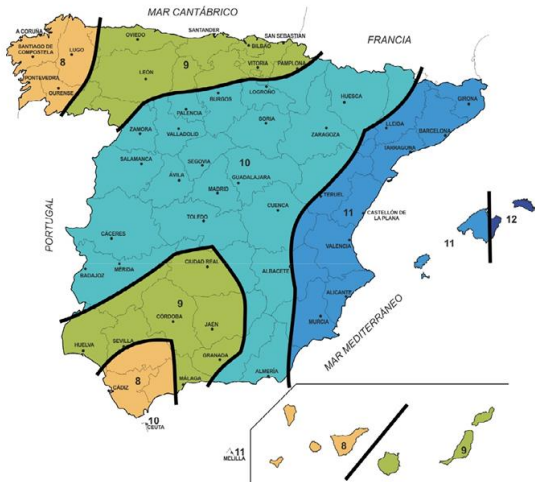 MAR CANTÁBRICO
FRANCIA
A CORUÑA
SANTIAGO DE
COMPOSTELA
LUGO
8
PONTEVEDRA
OURENSE
OVIEDO
SANTANDER
BILBAO
SAN SEBASTIÁN
9
VITORIA
PAMPLONA
LEÓN
LOGROÑO
BURGOS
PALENCIA
HUESCA
GIRONA
ZAMORA
VALLADOLID
SORIA
ZARAGOZA
LLEIDA
BARCELONA
SALAMANCA
SEGOVIA
10
ÁVILA
GUADALAJARA
MADRID
TERUEL
CUENCA
TOLEDO
11
CASTELLÓN DE
LA PLANA
12
11
PORTUGAL
CÁCERES
VALENCIA
BADAJOZ
MÉRIDA
CIUDAD REAL
ALBACETE
ALICANTE
9
CÓRDOBA
JAÉN
MURCIA
MAR MEDITERRÁNEO
HUELVA
SEVILLA
GRANADA
8
CÁDIZ
MÁLAGA
ALMERÍA
10
CEUTA
11
MELILLA
8
9